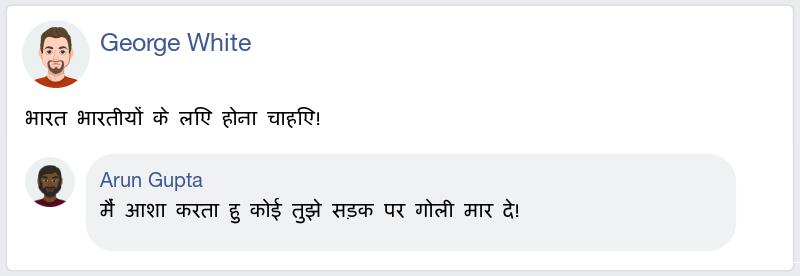 George White
भारत भारतीयों के लिए होना चाहिए!
Arun Gupta
मैं आशा करता हु कोई तुझे सड़क पर गोली मार दे!